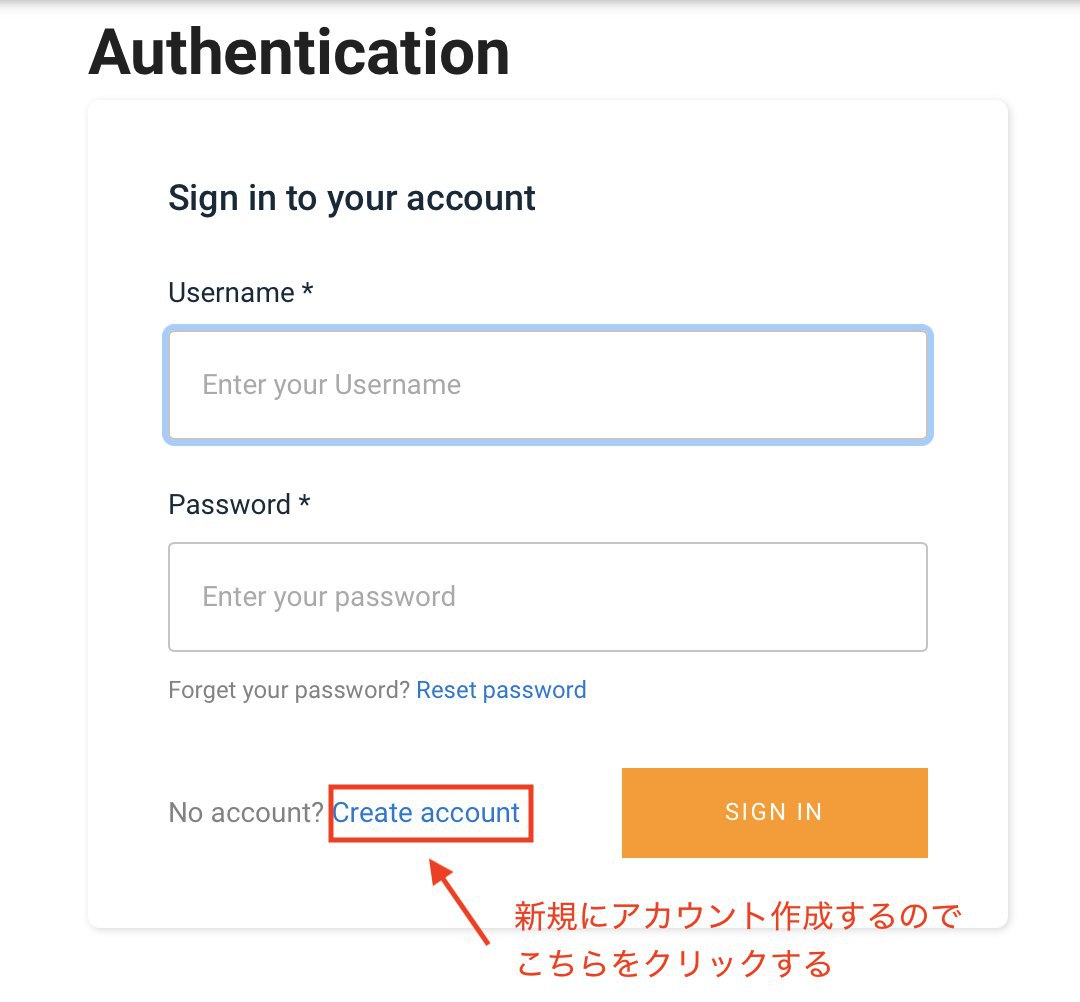 Authentication
Sign in to your account
Username *
Enter your Username
Password *
Enter your password
Forget your password? Reset password
No account? Create account
SIGN IN
新規にアカウント作成するので
こちらをクリックする